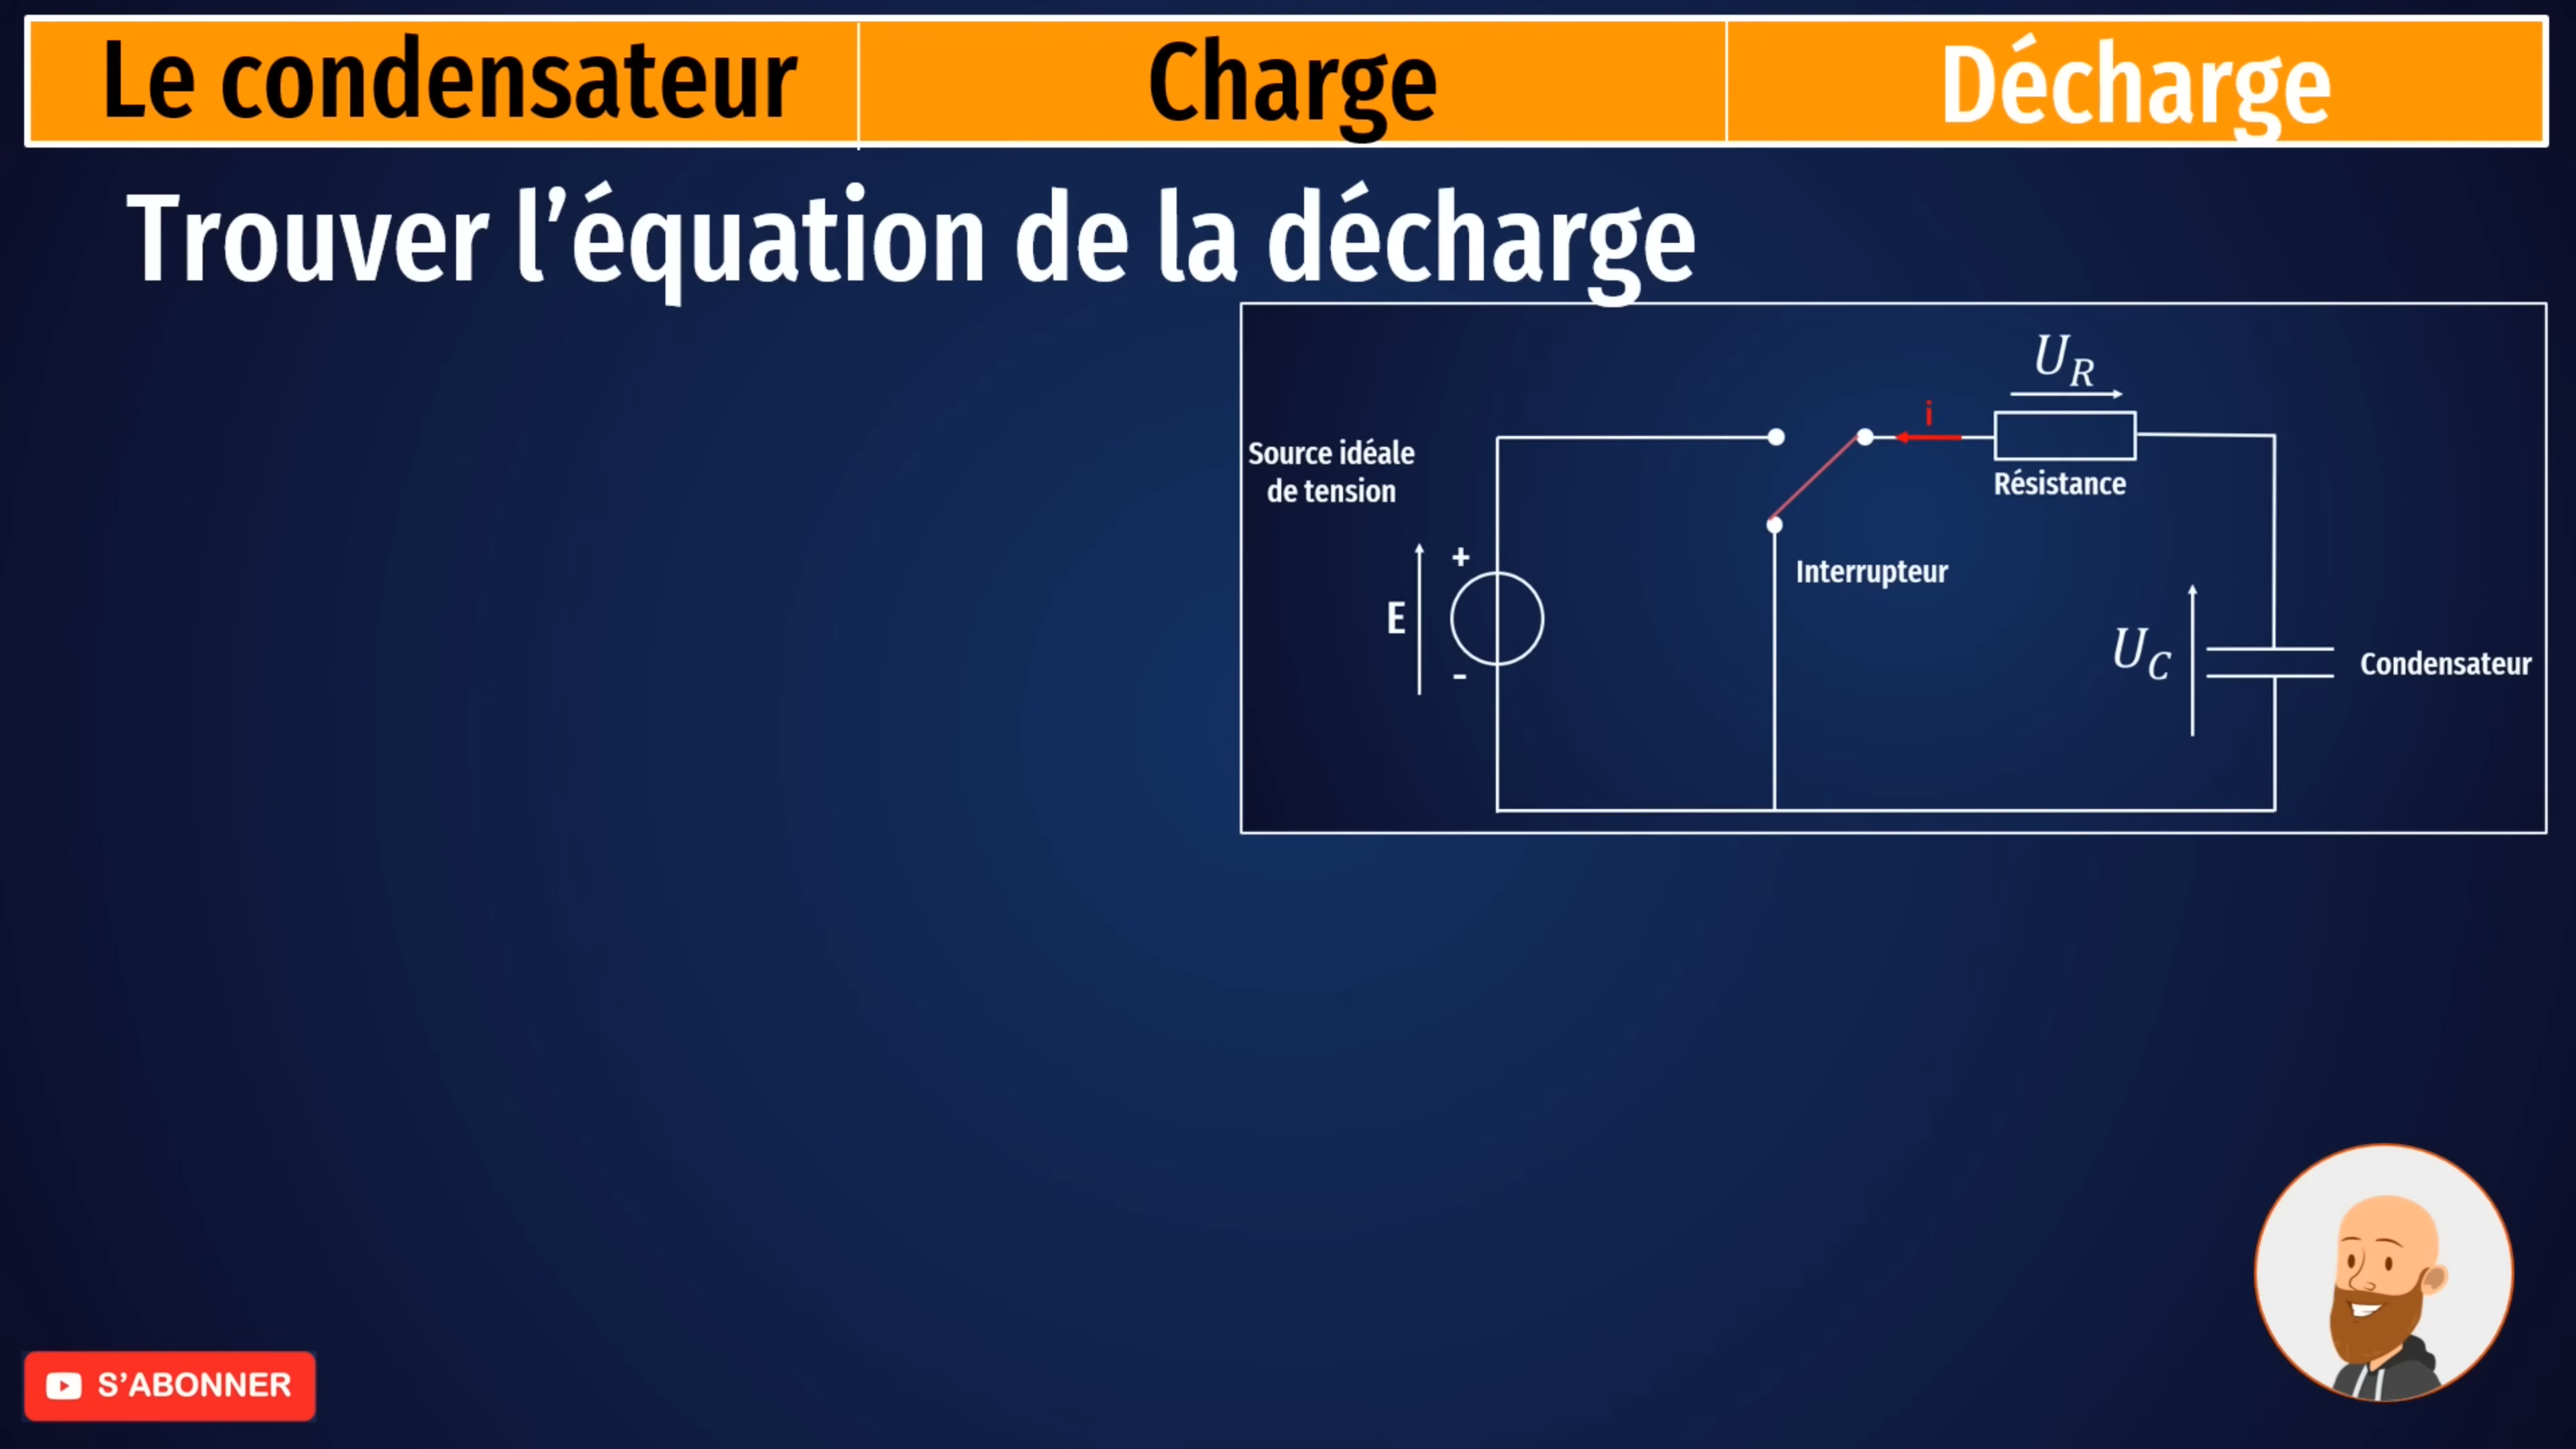 Le condensateur
Charge
Décharge
Trouver l’équation de la décharge
U_R
i
Source idéale
de tension
Résistance
+
Interrupteur
E
U_C
Condensateur
-
S’ABONNER